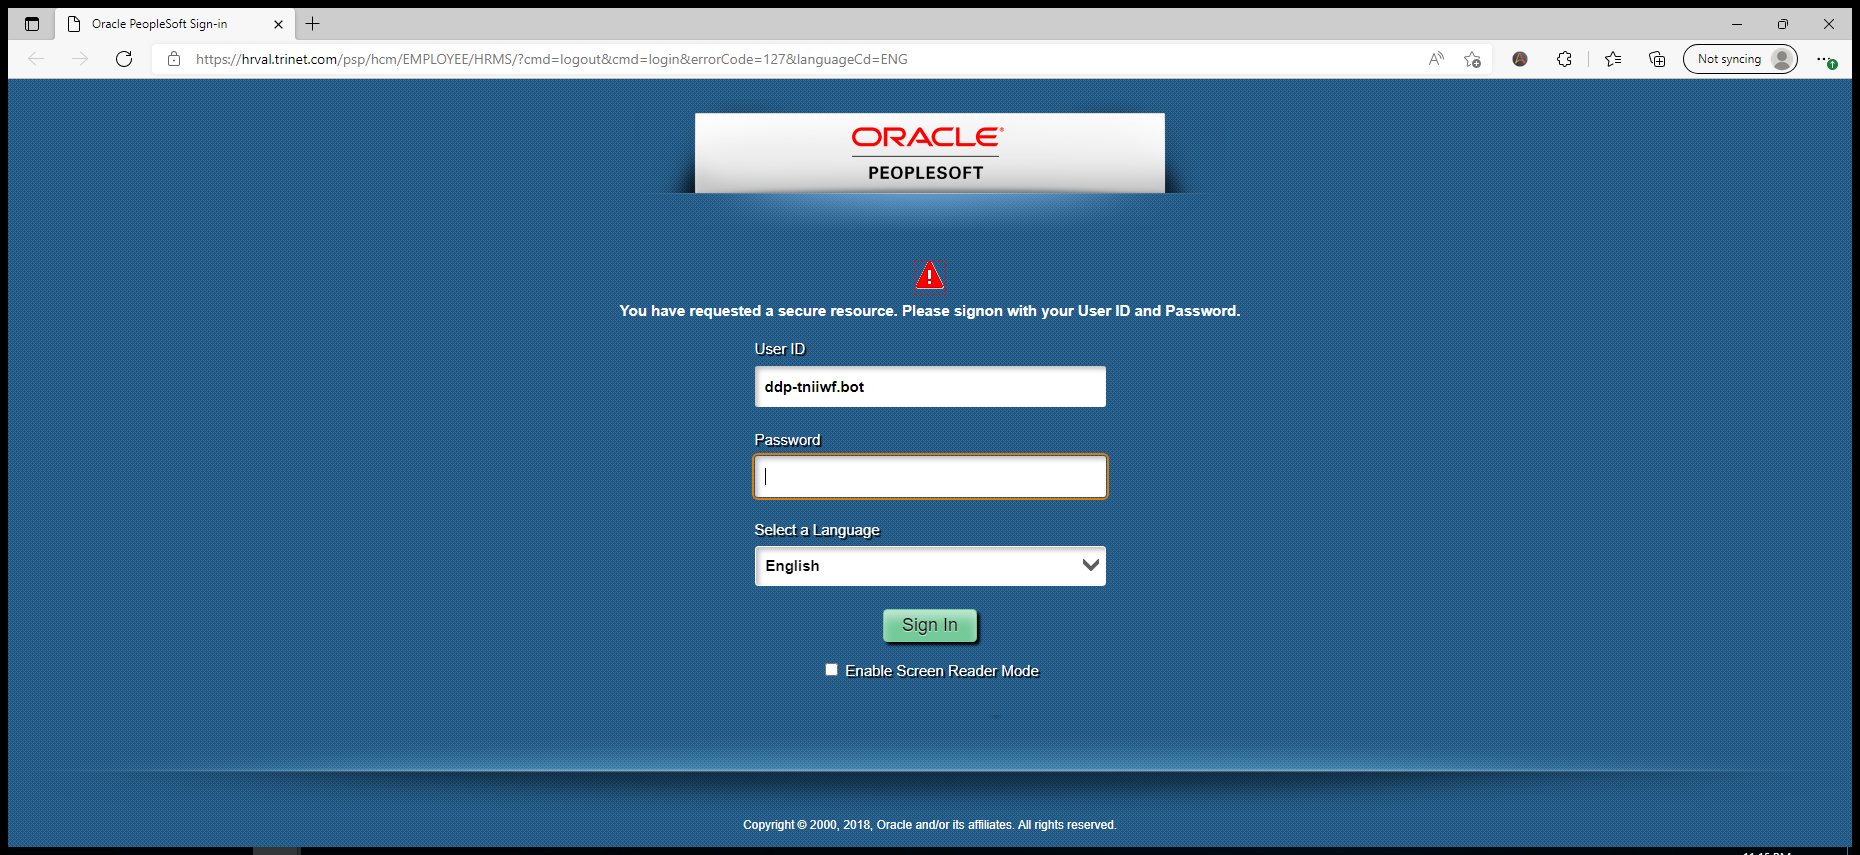 Oracle PeopleSoft Sign-in
https://hrval.trinet.com/psp/hcm/EMPLOYEE/HRMS/?cmd=logout&cmd=login&errorCode=127&languageCd=ENG
Not syncing
ORACLE®
PEOPLESOFT
You have requested a secure resource. Please signon with your User ID and Password.
User ID
ddp-tniiwf.bot
Password
Select a Language
English
Sign In
Enable Screen Reader Mode
Copyright © 2000, 2018, Oracle and/or its affiliates. All rights reserved.